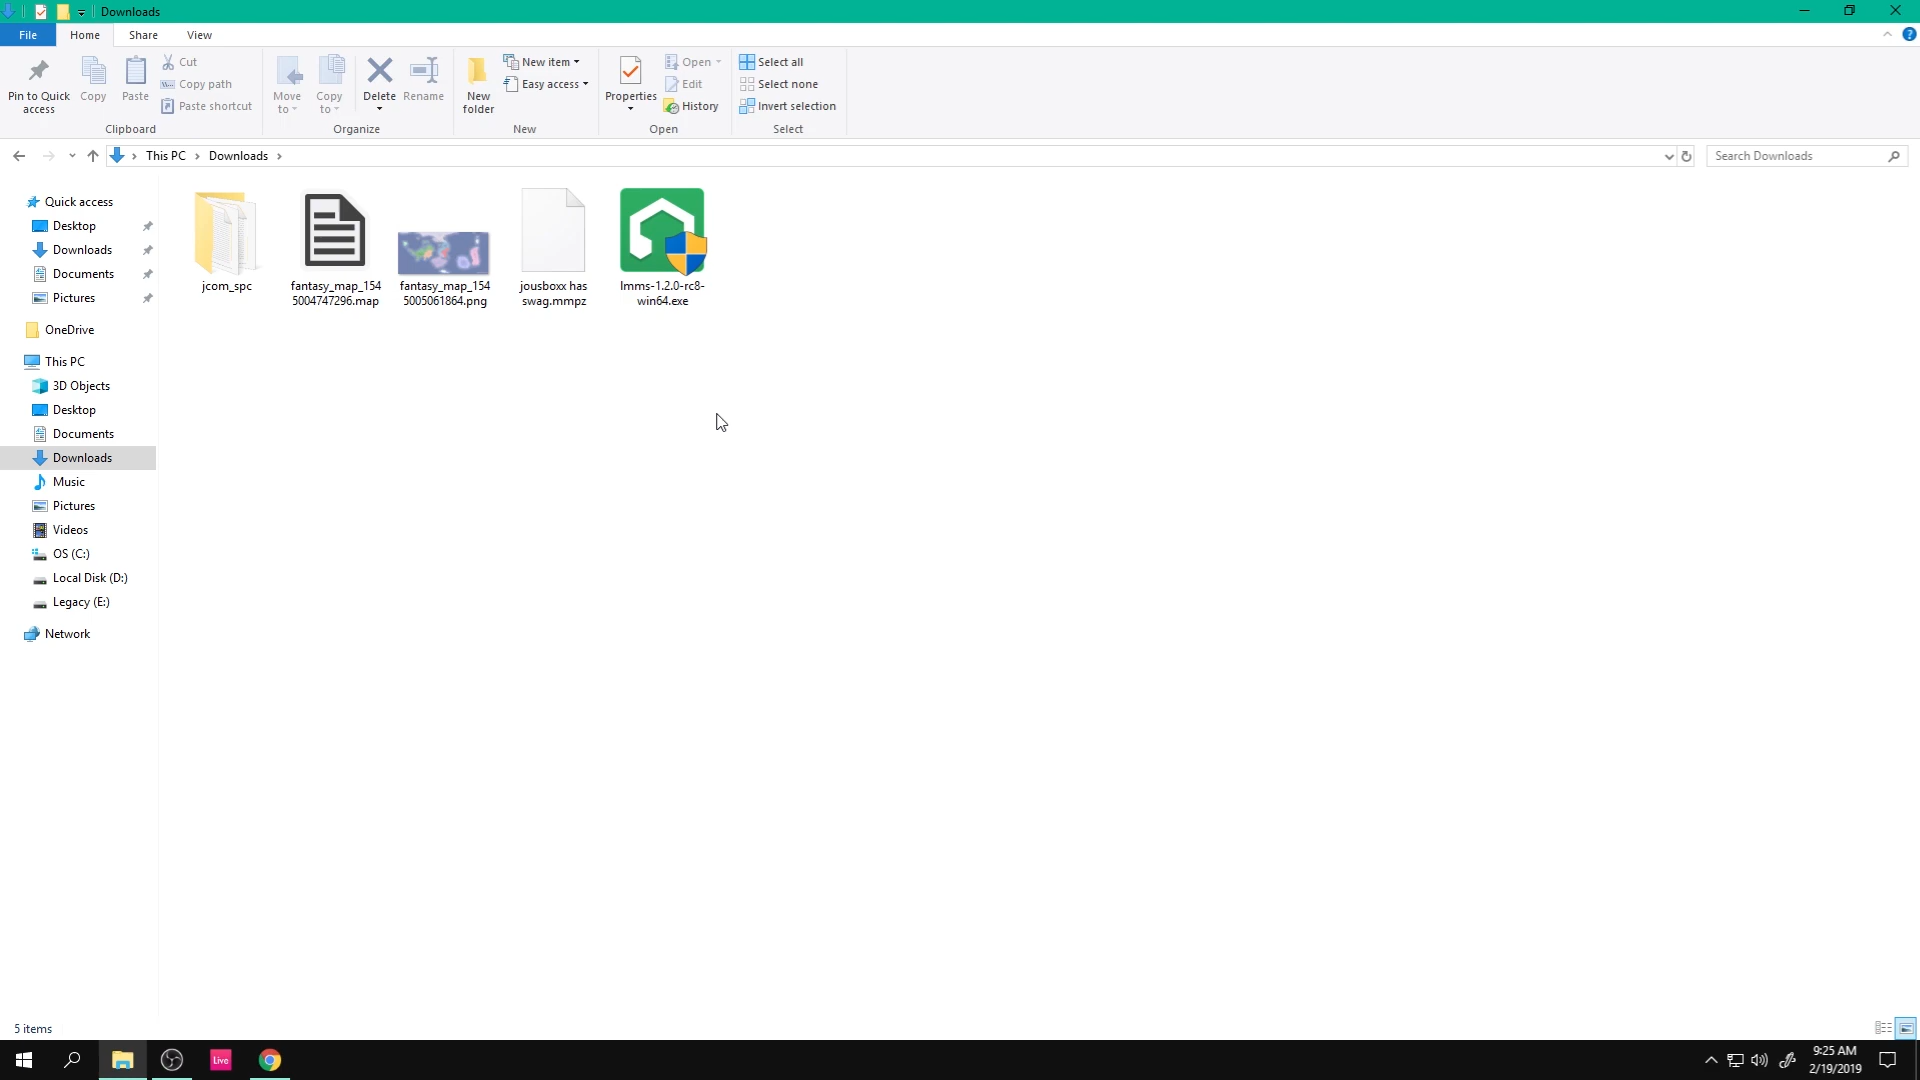 Downloads
File
Home
Share
View
Pin to Quick
access
Copy
Paste
Cut
Copy path
Paste shortcut
Clipboard
Move
to
Copy
to
Delete
Rename
Organize
New
folder
New item
Easy access
New
Properties
Open
Edit
History
Open
Select all
Select none
Invert selection
Select
This PC
Downloads
Search Downloads
Quick access
Desktop
Downloads
Documents
Pictures
OneDrive
This PC
3D Objects
Desktop
Documents
Downloads
Music
Pictures
Videos
OS (C:)
Local Disk (D:)
Legacy (E:)
Network
jcom_spc
fantasy_map_154
5004747296.map
fantasy_map_154
5005061864.png
jousboxx has
swag.mmpz
lmms-1.2.0-rc8-
win64.exe
5 items
Live
9:25 AM
2/19/2019